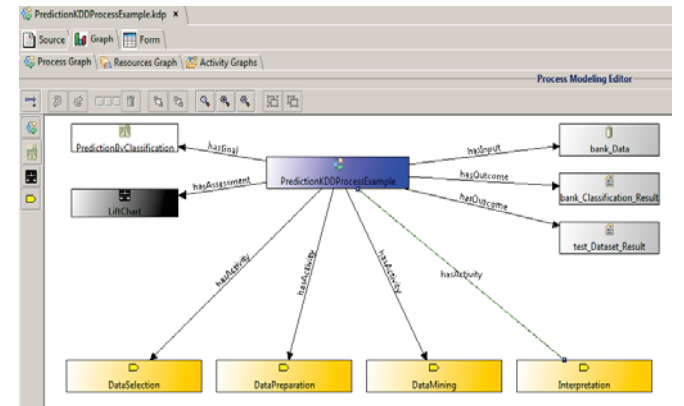 PredictionKDDProcessExample.kdp ×
Source Graph Form
Process Graph Resources Graph Activity Graphs
Process Modeling Editor
PredictionByClassification
hasGoal
hasInput
bank_Data
PredictionKDDProcessExample
hasAssessment
hasOutcome
bank_Classification_Result
LiftChart
hasOutcome
test_Dataset_Result
hasActivity
hasActivity
hasActivity
hasActivity
DataSelection
DataPreparation
DataMining
Interpretation